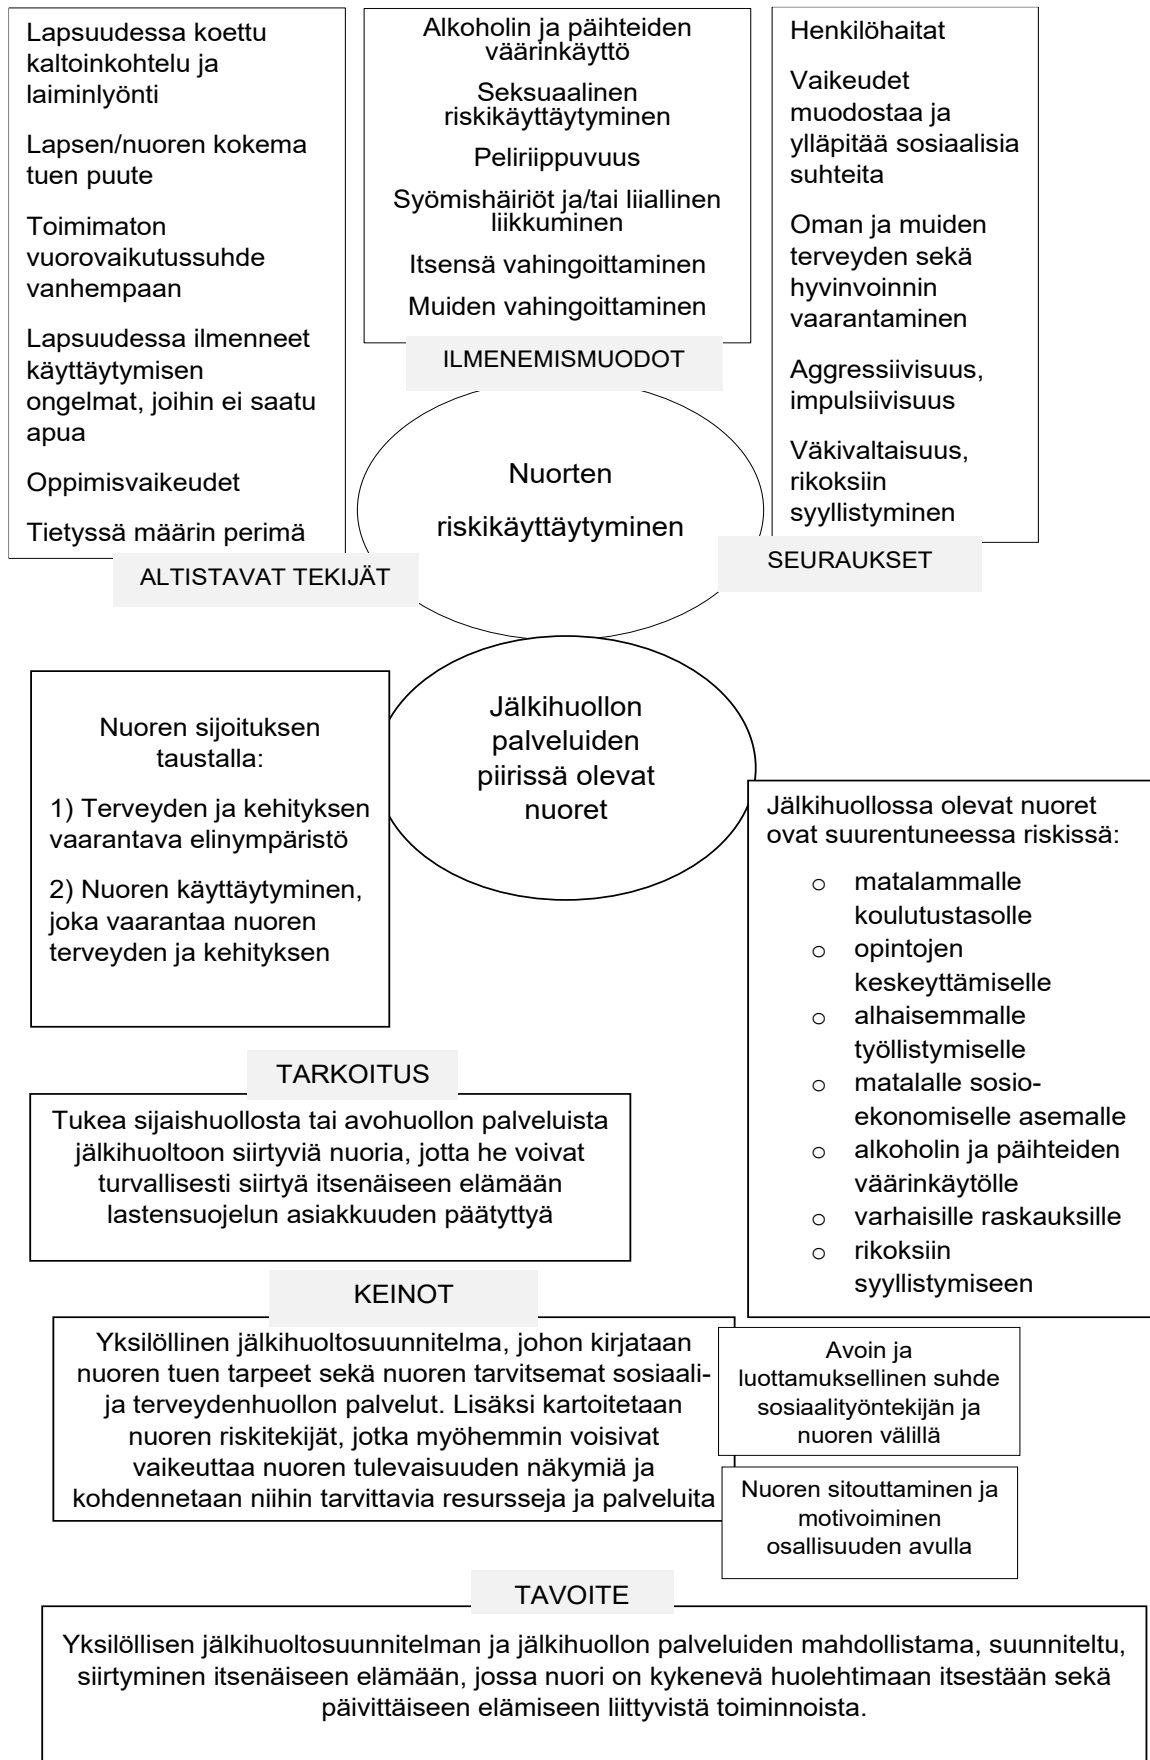 Lapsuudessa koettu
kaltoinkohtelu ja
laiminlyönti
Lapsen/nuoren kokema
tuen puute
Toimimaton
vuorovaikutussuhde
vanhempaan
Lapsuudessa ilmenneet
käyttäytymisen
ongelmat, joihin ei saatu
apua
Oppimisvaikeudet
Tietyssä määrin perimä
ALTISTAVAT TEKIJÄT
Alkoholin ja päihteiden
väärinkäyttö
Seksuaalinen
riskikäyttäytyminen
Peliriippuvuus
Syömishäiriöt ja/tai liiallinen
liikkuminen
Itsensä vahingoittaminen
Muiden vahingoittaminen
ILMENEMISMUODOT
Henkilöhaitat
Vaikeudet
muodostaa ja
ylläpitää sosiaalisia
suhteita
Oman ja muiden
terveyden sekä
hyvinvoinnin
vaarantaminen
Aggressiivisuus,
impulsiivisuus
Väkivaltaisuus,
rikoksiin
syyllistyminen
SEURAUKSET
Nuorten
riskikäyttäytyminen
Jälkihuollon
palveluiden
piirissä olevat
nuoret
Nuoren sijoituksen
taustalla:
1) Terveyden ja kehityksen
vaarantava elinympäristö
2) Nuoren käyttäytyminen,
joka vaarantaa nuoren
terveyden ja kehityksen
Jälkihuollossa olevat nuoret
ovat suurentuneessa riskissä:
o matalammalle
koulutustasolle
o opintojen
keskeyttämiselle
o alhaisemmalle
työllistymiselle
o matalalle sosio-
ekonomiselle asemalle
o alkoholin ja päihteiden
väärinkäytölle
o varhaisille raskauksille
o rikoksiin
syyllistymiseen
TARKOITUS
Tukea sijaishuollosta tai avohuollon palveluista
jälkihuoltoon siirtyviä nuoria, jotta he voivat
turvallisesti siirtyä itsenäiseen elämään
lastensuojelun asiakkuuden päätyttyä
KEINOT
Yksilöllinen jälkihuoltosuunnitelma, johon kirjataan
nuoren tuen tarpeet sekä nuoren tarvitsemat sosiaali-
ja terveydenhuollon palvelut. Lisäksi kartoitetaan
nuoren riskitekijät, jotka myöhemmin voisivat
vaikeuttaa nuoren tulevaisuuden näkymiä ja
kohdennetaan niihin tarvittavia resursseja ja palveluita
Avoin ja
luottamuksellinen suhde
sosiaalityöntekijän ja
nuoren välillä
Nuoren sitouttaminen ja
motivoiminen
osallisuuden avulla
TAVOITE
Yksilöllisen jälkihuoltosuunnitelman ja jälkihuollon palveluiden mahdollistama, suunniteltu,
siirtyminen itsenäiseen elämään, jossa nuori on kykenevä huolehtimaan itsestään sekä
päivittäiseen elämiseen liittyvistä toiminnoista.